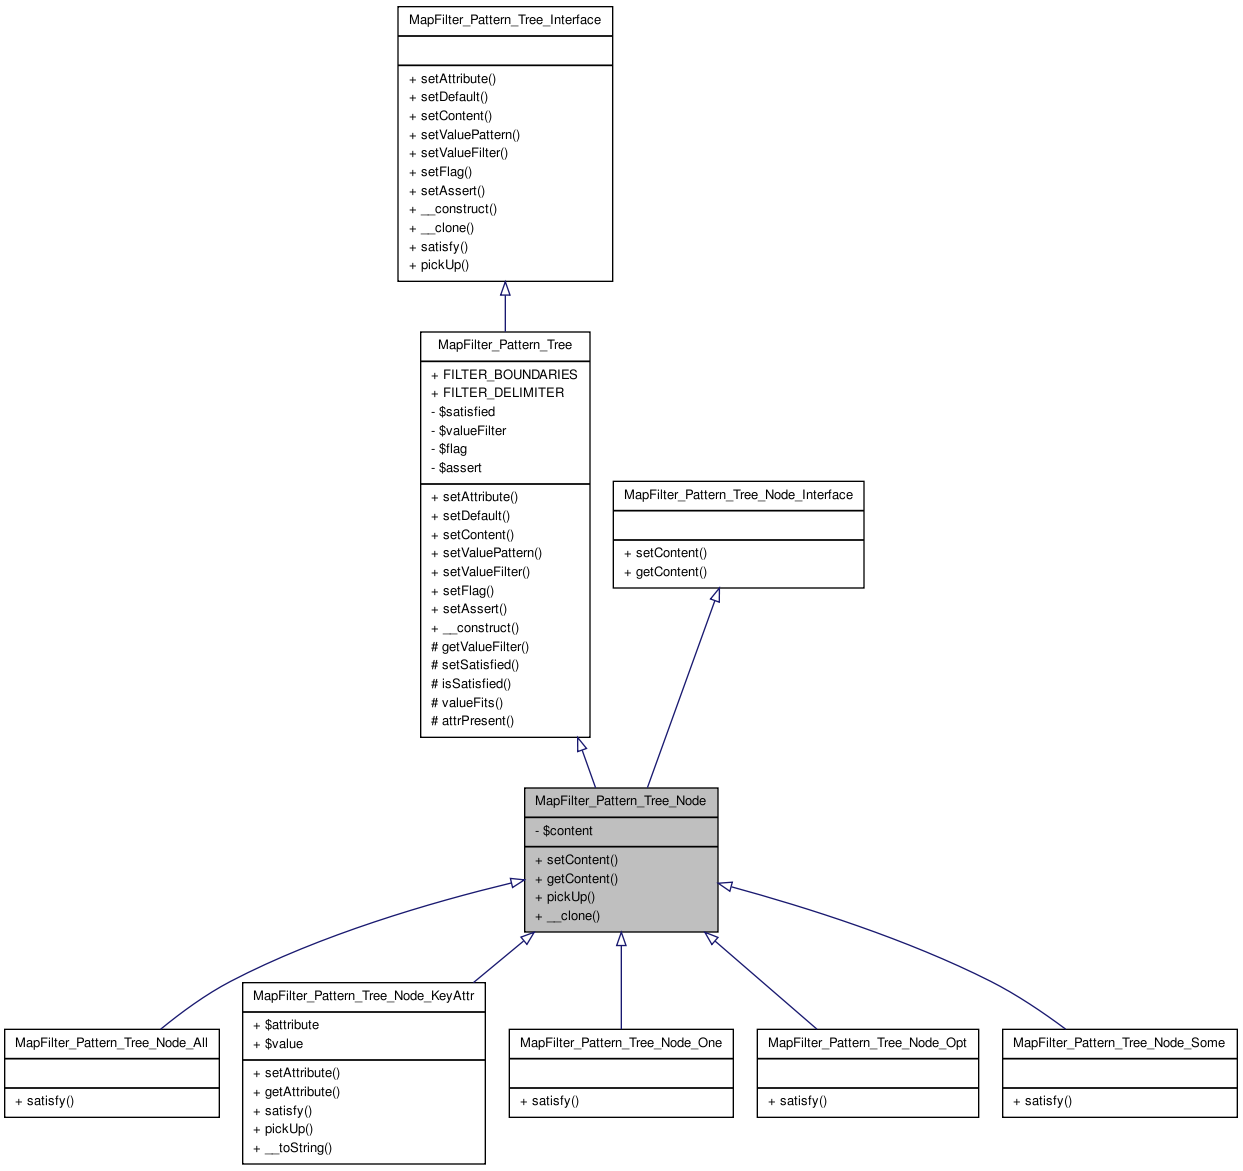 MapFilter_Pattern_Tree_Interface
+ setAttribute()
+ setDefault()
+ setContent()
+ setValuePattern()
+ setValueFilter()
+ setFlag()
+ setAssert()
+ __construct()
+ __clone()
+ satisfy()
+ pickUp()
MapFilter_Pattern_Tree
+ FILTER_BOUNDARIES
+ FILTER_DELIMITER
- $satisfied
- $valueFilter
- $flag
- $assert
+ setAttribute()
+ setDefault()
+ setContent()
+ setValuePattern()
+ setValueFilter()
+ setFlag()
+ setAssert()
+ __construct()
# getValueFilter()
# setSatisfied()
# isSatisfied()
# valueFits()
# attrPresent()
MapFilter_Pattern_Tree_Node_Interface
+ setContent()
+ getContent()
MapFilter_Pattern_Tree_Node
- $content
+ setContent()
+ getContent()
+ pickUp()
+ __clone()
MapFilter_Pattern_Tree_Node_All
+ satisfy()
MapFilter_Pattern_Tree_Node_KeyAttr
+ $attribute
+ $value
+ setAttribute()
+ getAttribute()
+ satisfy()
+ pickUp()
+ __toString()
MapFilter_Pattern_Tree_Node_One
+ satisfy()
MapFilter_Pattern_Tree_Node_Opt
+ satisfy()
MapFilter_Pattern_Tree_Node_Some
+ satisfy()